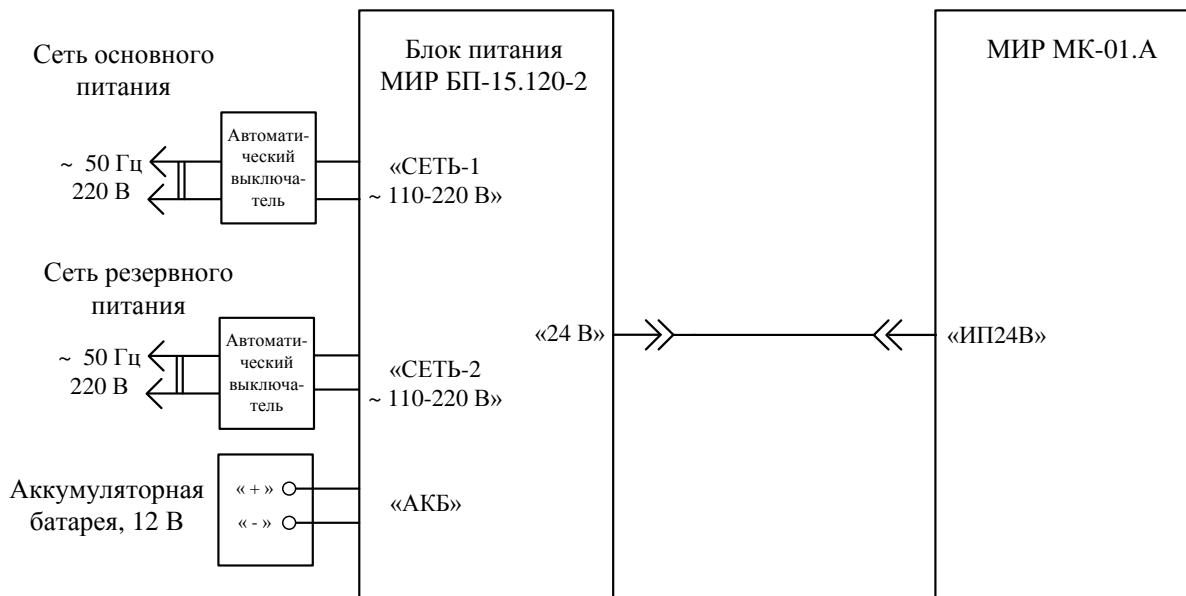 Сеть основного
питания
~ 50 Гц
220 В
Автомати-
ческий
выключа-
тель
Блок питания
МИР БП-15.120-2
«СЕТЬ-1
~ 110-220 В»
МИР МК-01.А
Сеть резервного
питания
~ 50 Гц
220 В
Автомати-
ческий
выключа-
тель
«СЕТЬ-2
~ 110-220 В»
«24 В»
«ИП24В»
Аккумуляторная
батарея, 12 В
« + »
« - »
«АКБ»